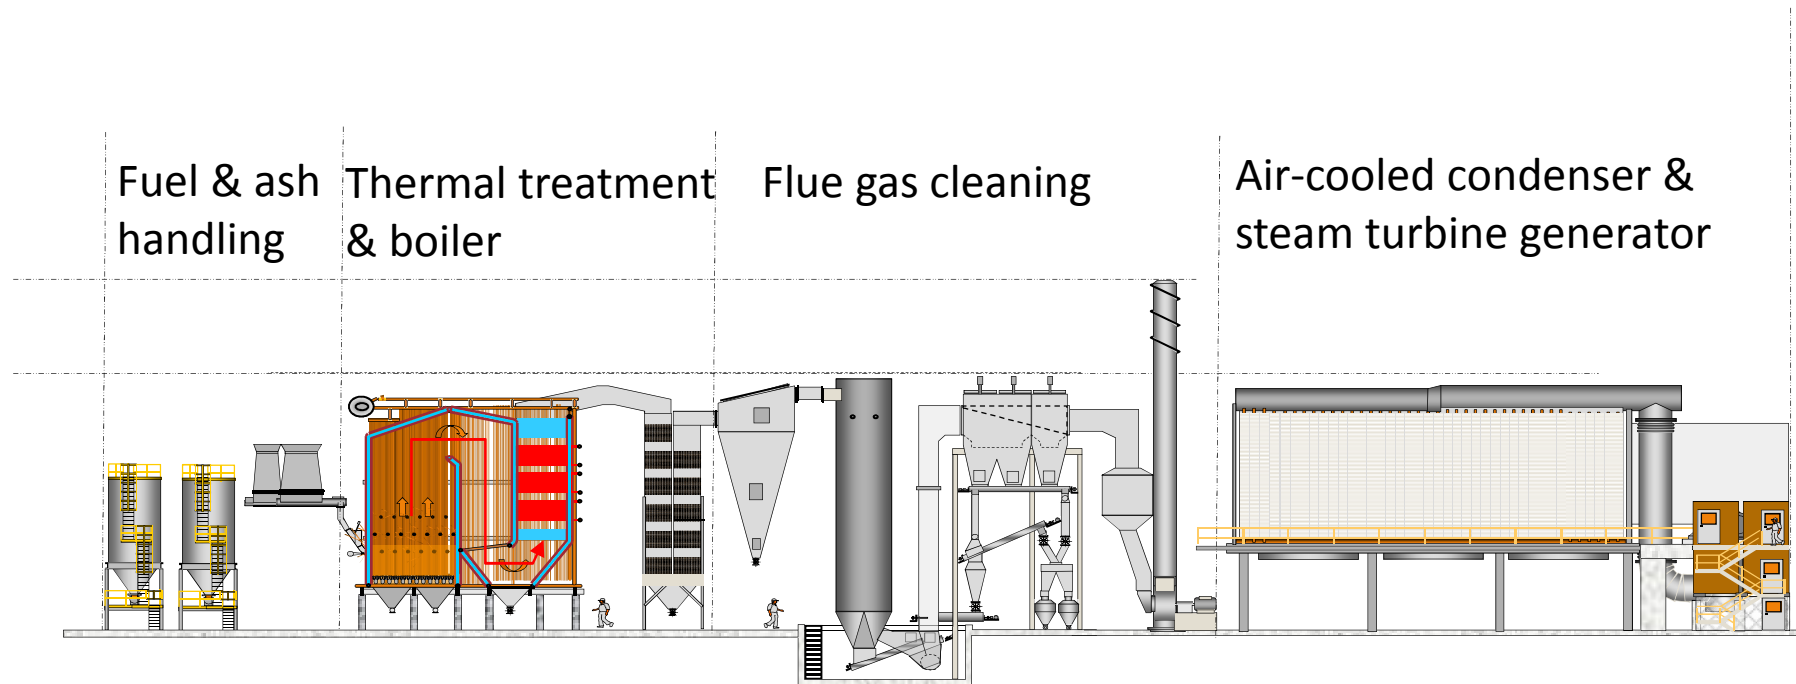 Fuel & ash
handling
Thermal treatment
& boiler
Flue gas cleaning
Air-cooled condenser &
steam turbine generator